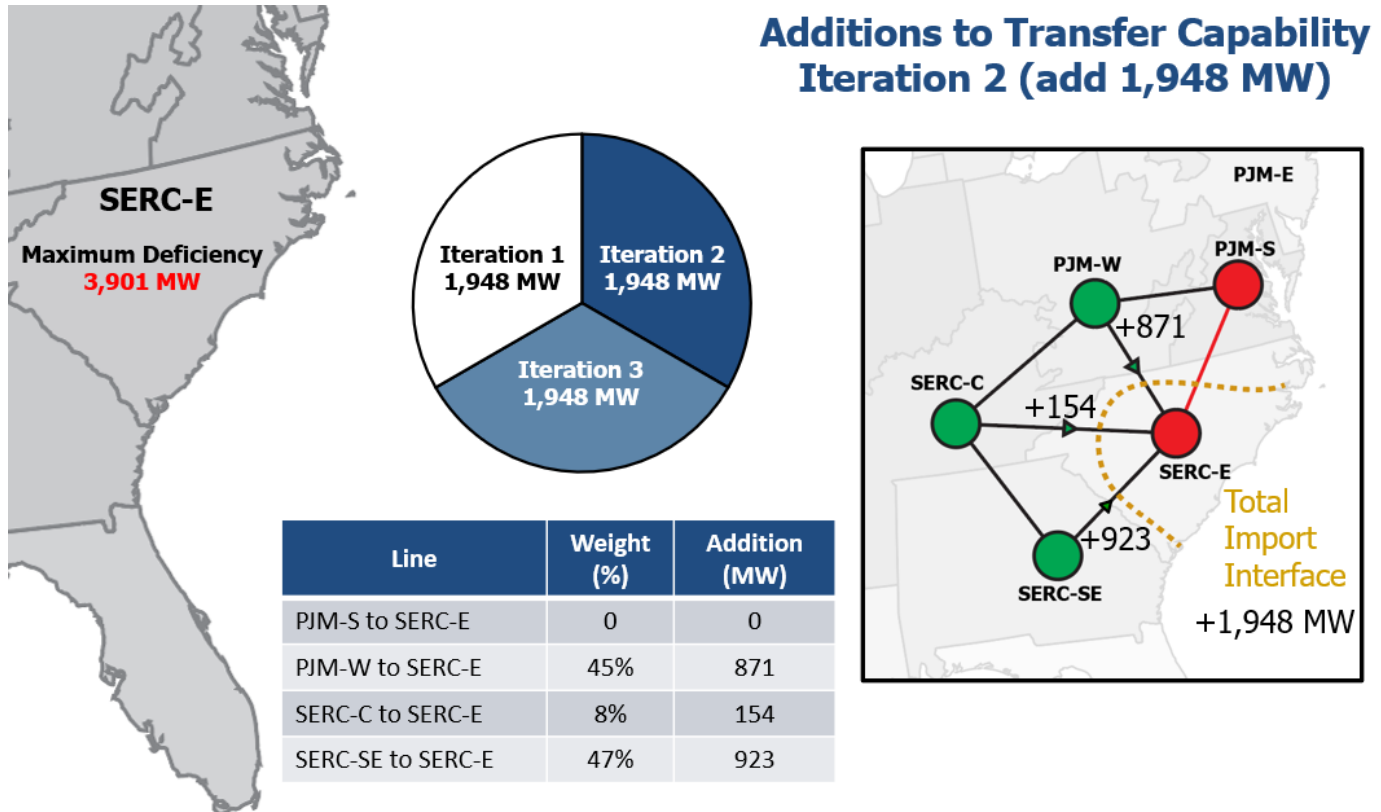 Additions to Transfer Capability
Iteration 2 (add 1,948 MW)
SERC-E
Maximum Deficiency
3,901 MW
Iteration 1
1,948 MW
Iteration 2
1,948 MW
Iteration 3
1,948 MW
Line
Weight
(%)
Addition
(MW)
PJM-S to SERC-E
0
0
PJM-W to SERC-E
45%
871
SERC-C to SERC-E
8%
154
SERC-SE to SERC-E
47%
923
PJM-E
PJM-S
PJM-W
+871
SERC-C
+154
SERC-E
+923
SERC-SE
Total
Import
Interface
+1,948 MW